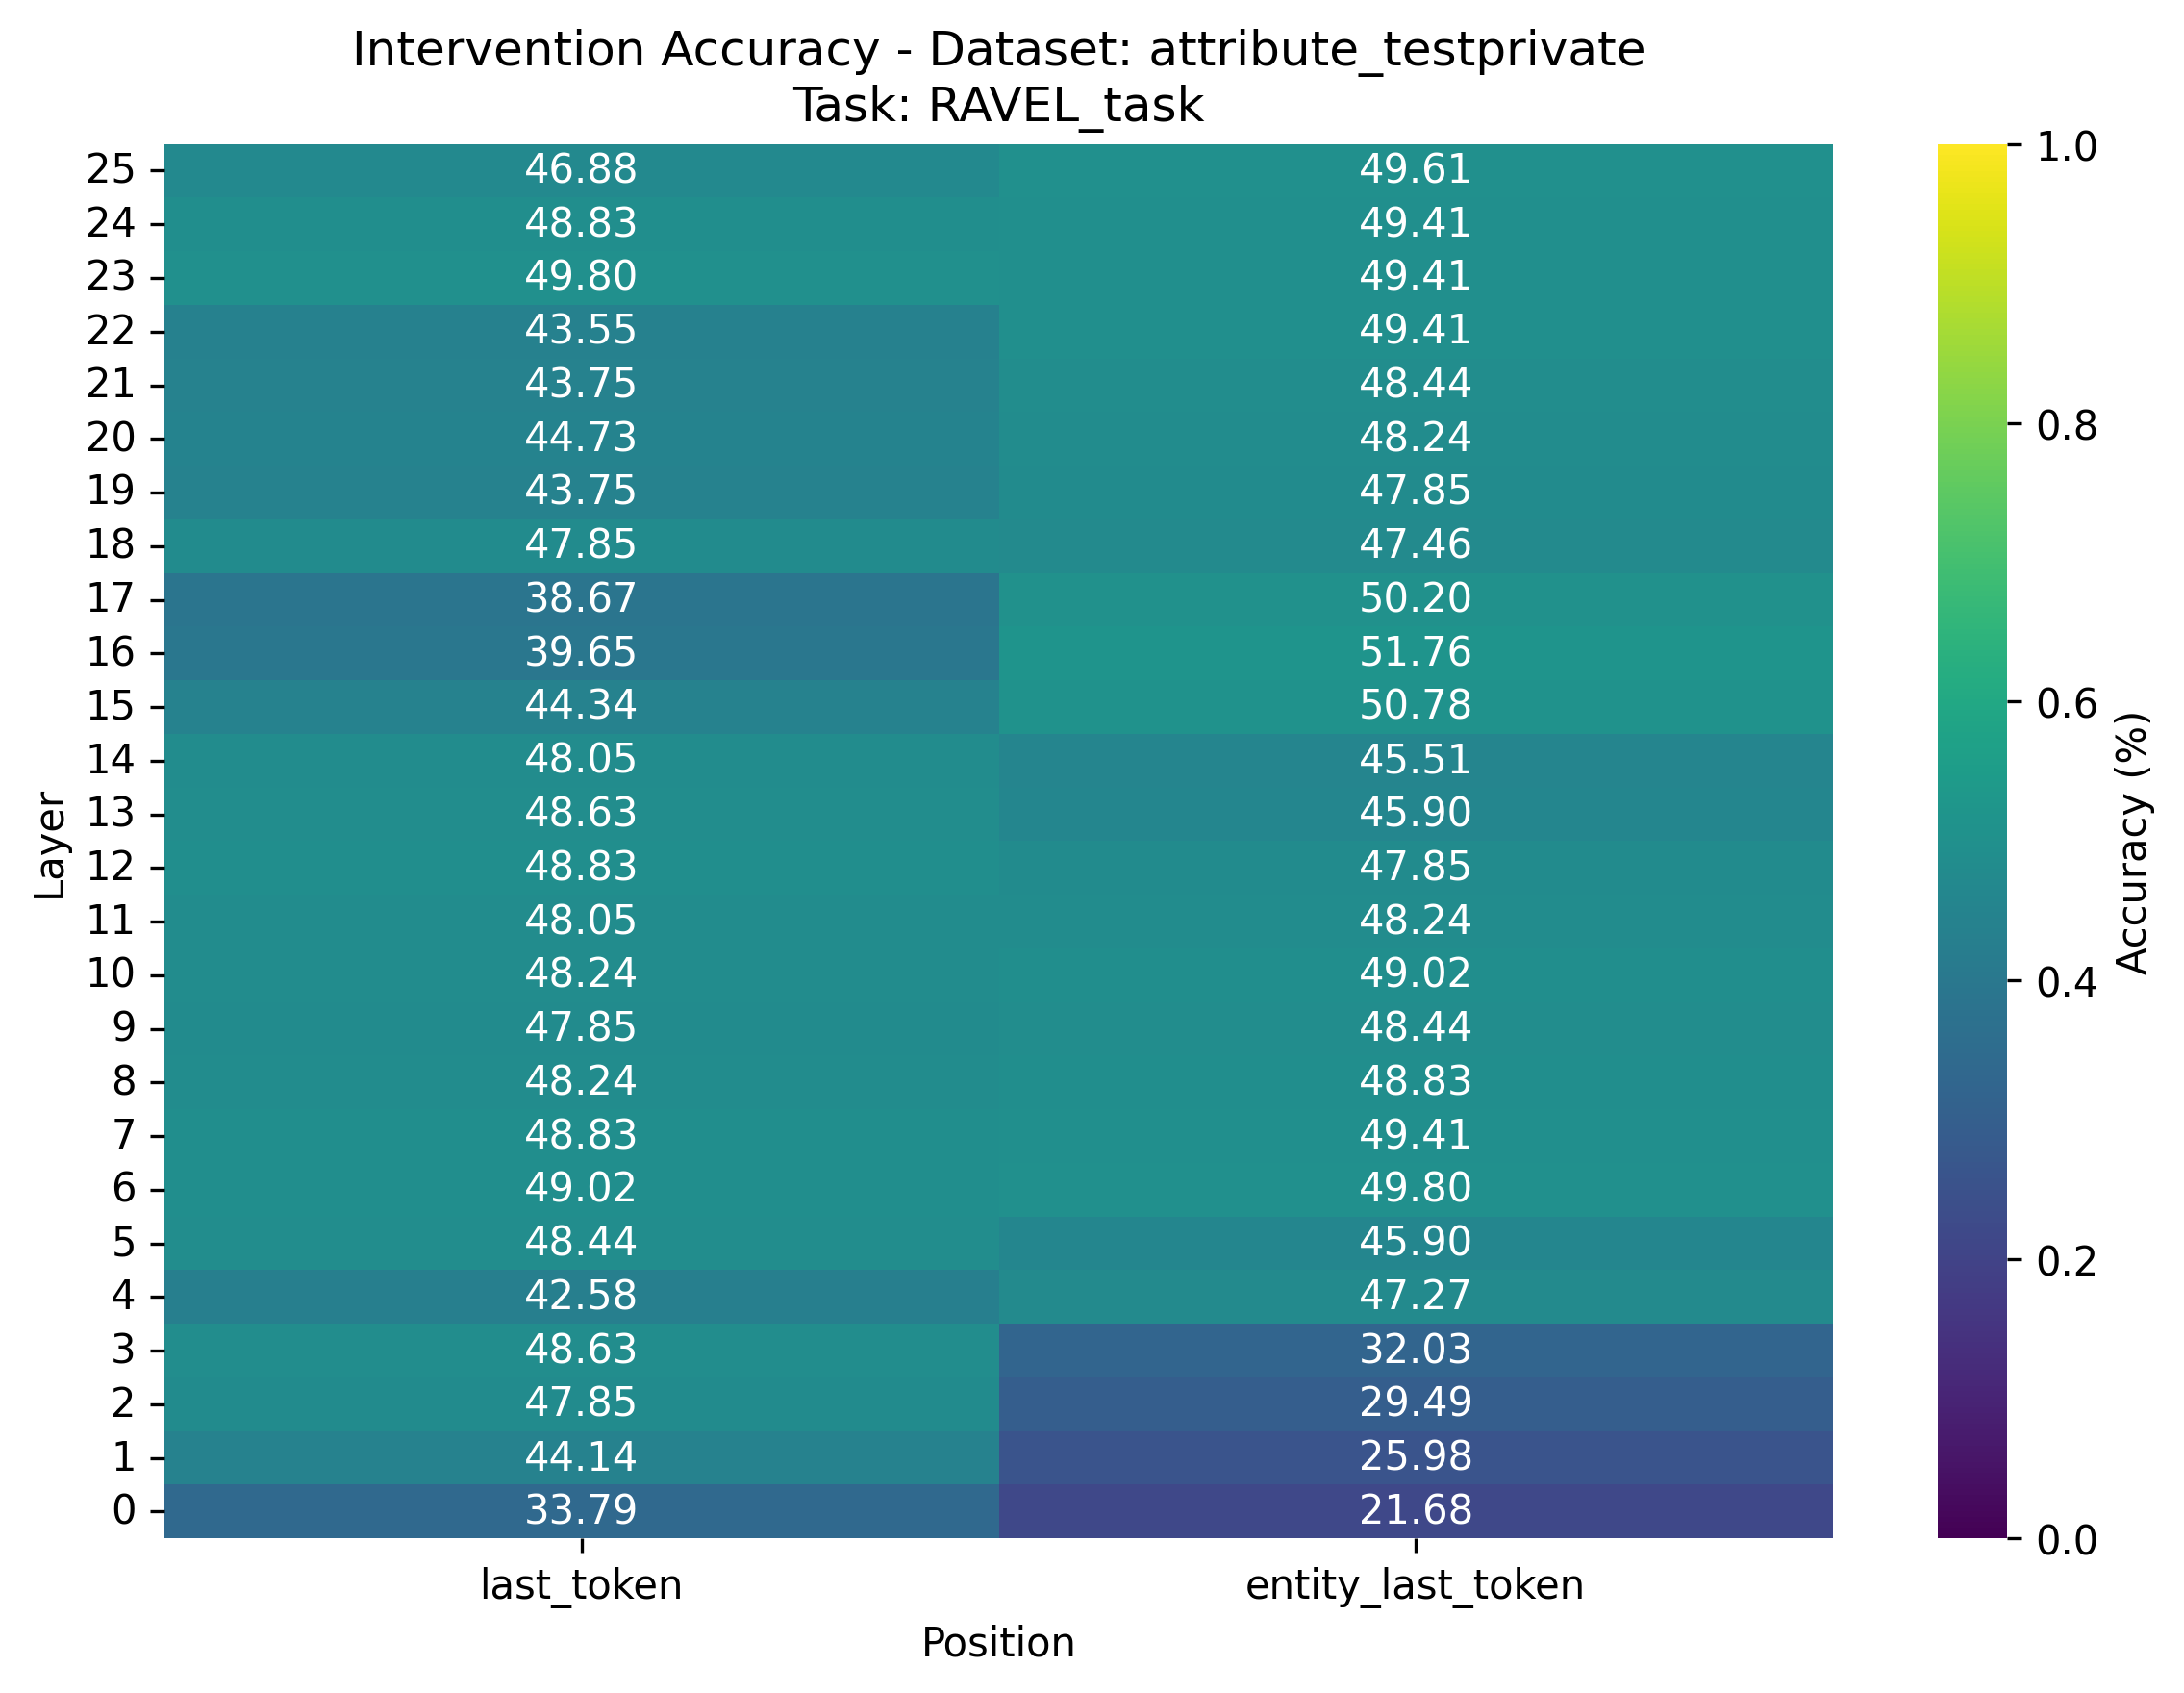 Intervention Accuracy - Dataset: attribute_testprivate
Task: RAVEL_task
25 46.88 49.61
24 48.83 49.41
23 49.80 49.41
22 43.55 49.41
21 43.75 48.44
20 44.73 48.24
19 43.75 47.85
18 47.85 47.46
17 38.67 50.20
16 39.65 51.76
15 44.34 50.78
14 48.05 45.51
13 48.63 45.90
12 48.83 47.85
11 48.05 48.24
10 48.24 49.02
9 47.85 48.44
8 48.24 48.83
7 48.83 49.41
6 49.02 49.80
5 48.44 45.90
4 42.58 47.27
3 48.63 32.03
2 47.85 29.49
1 44.14 25.98
0 33.79 21.68
Layer
last_token entity_last_token
Position
1.0
0.8
0.6
0.4
0.2
0.0
Accuracy (%)